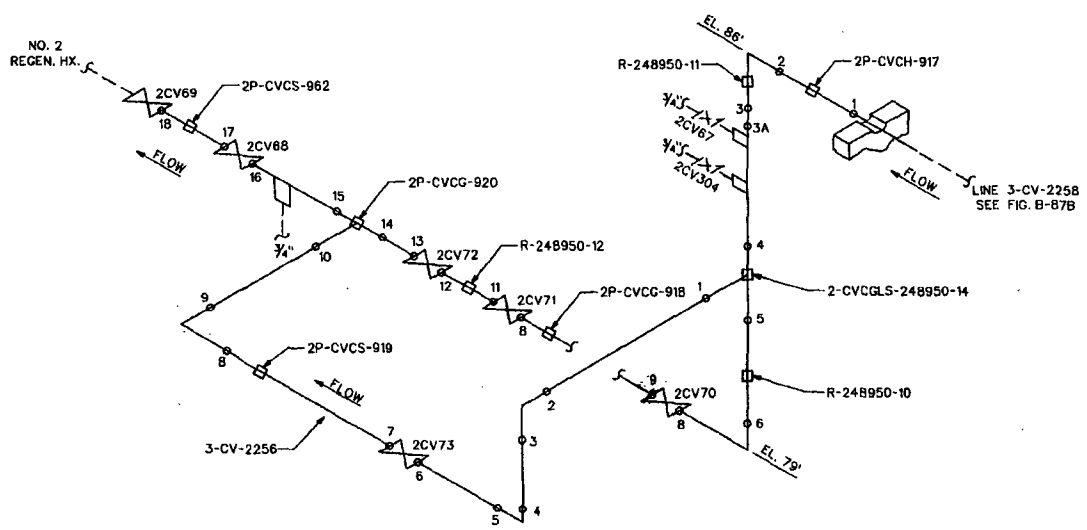 EL. 86'
NO. 2
REGEN. HX.
2P-CVCS-962
R-248950-11
2
2P-CVCH-917
2CV69
18
17
2CV68
16
FLOW
3/4"
2CV67
3
3A
1
3/4"
2CV304
FLOW
LINE 3-CV-2258
SEE FIG. B-87B
15
2P-CVCG-920
14
13
2CV72
R-248950-12
3/4"
10
12
11
2CV71
8
2P-CVCG-918
4
2-CVCGLS-248950-14
1
5
9
8
2P-CVCS-919
FLOW
2
9
2CV70
8
R-248950-10
6
3-CV-2256
7
2CV73
6
3
EL. 79'
5
4